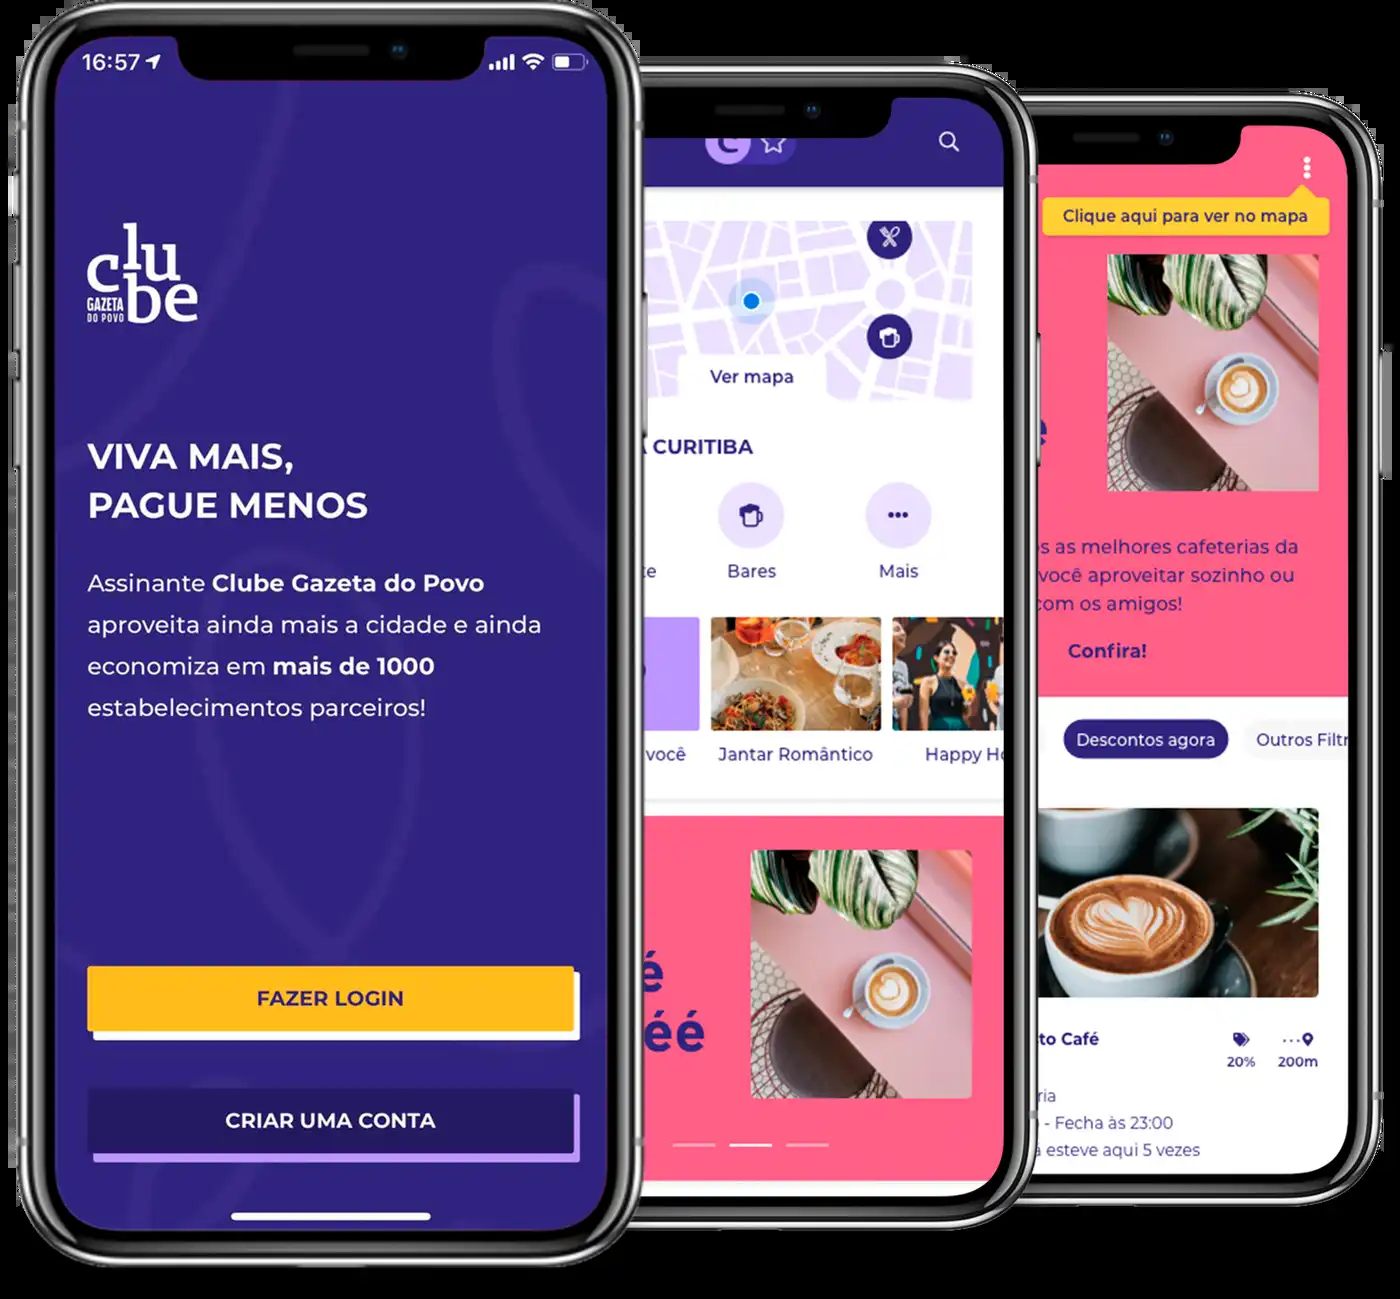 16:57
clube
GAZETA
DO POVO
VIVA MAIS,
PAGUE MENOS
Assinante Clube Gazeta do Povo
aproveita ainda mais a cidade e ainda
economiza em mais de 1000
estabelecimentos parceiros!
FAZER LOGIN
CRIAR UMA CONTA
Ver mapa
CURITIBA
te
Bares
Mais
você
Jantar Romântico
Happy Ho
é
éé
Clique aqui para ver no mapa
s as melhores cafeterias da
você aproveitar sozinho ou
com os amigos!
Confira!
Descontos agora
Outros Filtr
to Café
20%
200m
ria
- Fecha às 23:00
esteve aqui 5 vezes